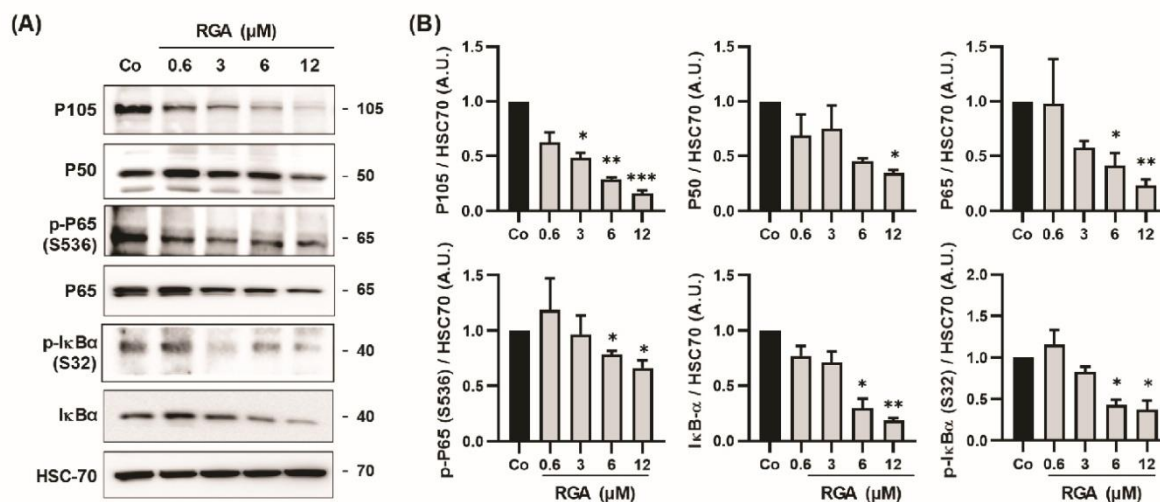 (A)
RGA (μM)
Co 0.6 3 6 12
P105 - 105
P50 - 50
p-P65
(S536) - 65
P65 - 65
p-IκBα
(S32) - 40
IκBα - 40
HSC-70 - 70
(B)
P105 / HSC70 (A.U.)
1.5
1.0
0.5
0.0
* ** ***
Co 0.6 3 6 12
P50 / HSC70 (A.U.)
1.5
1.0
0.5
0.0
*
Co 0.6 3 6 12
P65 / HSC70 (A.U.)
1.5
1.0
0.5
0.0
* **
Co 0.6 3 6 12
p-P65 (S536) / HSC70 (A.U.)
1.5
1.0
0.5
0.0
* *
Co 0.6 3 6 12
RGA (μM)
IκB-α / HSC70 (A.U.)
1.5
1.0
0.5
0.0
* **
Co 0.6 3 6 12
RGA (μM)
p-IκBα (S32) / HSC70 (A.U.)
2.0
1.5
1.0
0.5
0.0
* *
Co 0.6 3 6 12
RGA (μM)